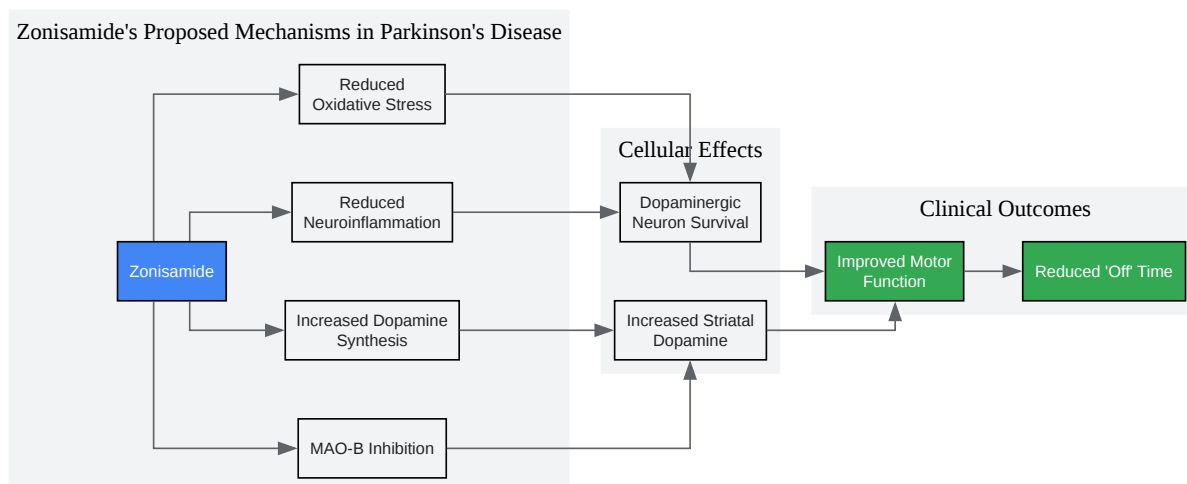 Zonisamide's Proposed Mechanisms in Parkinson's Disease
Reduced
Oxidative Stress
Cellular Effects
Reduced
Neuroinflammation
Dopaminergic
Neuron Survival
Clinical Outcomes
Zonisamide
Improved Motor
Function
Reduced 'Off' Time
Increased Dopamine
Synthesis
Increased Striatal
Dopamine
MAO-B Inhibition